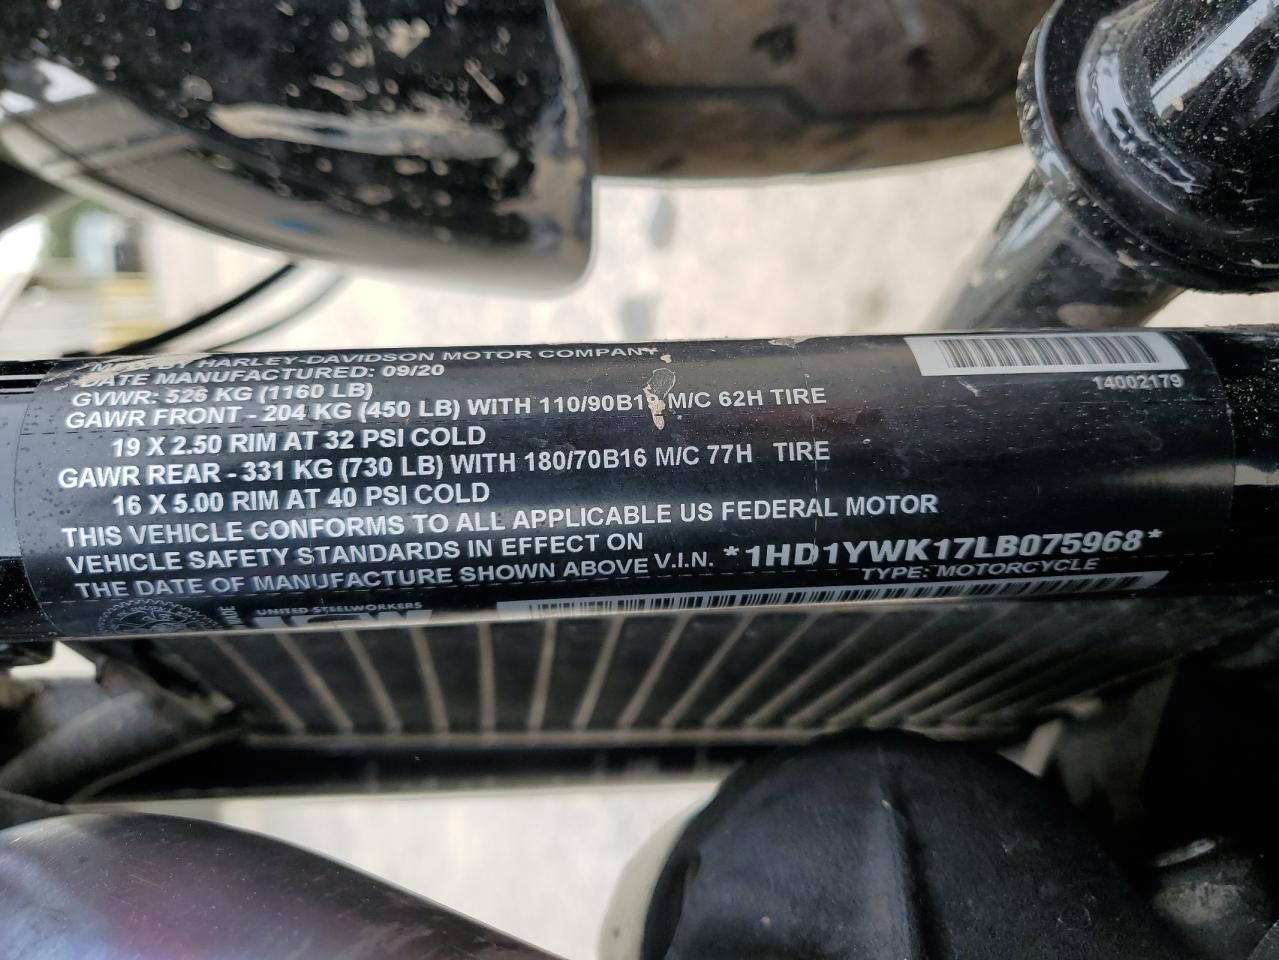 HARLEY-DAVIDSON MOTOR COMPANY
DATE MANUFACTURED: 09/20
GVWR: 526 KG (1160 LB)
GAWR FRONT - 204 KG (450 LB) WITH 110/90B19 M/C 62H TIRE
19 X 2.50 RIM AT 32 PSI COLD
GAWR REAR - 331 KG (730 LB) WITH 180/70B16 M/C 77H TIRE
16 X 5.00 RIM AT 40 PSI COLD
THIS VEHICLE CONFORMS TO ALL APPLICABLE US FEDERAL MOTOR
VEHICLE SAFETY STANDARDS IN EFFECT ON
THE DATE OF MANUFACTURE SHOWN ABOVE V.I.N. *1HD1YWK17LB075968*
TYPE: MOTORCYCLE
14002179
UNITED STEELWORKERS